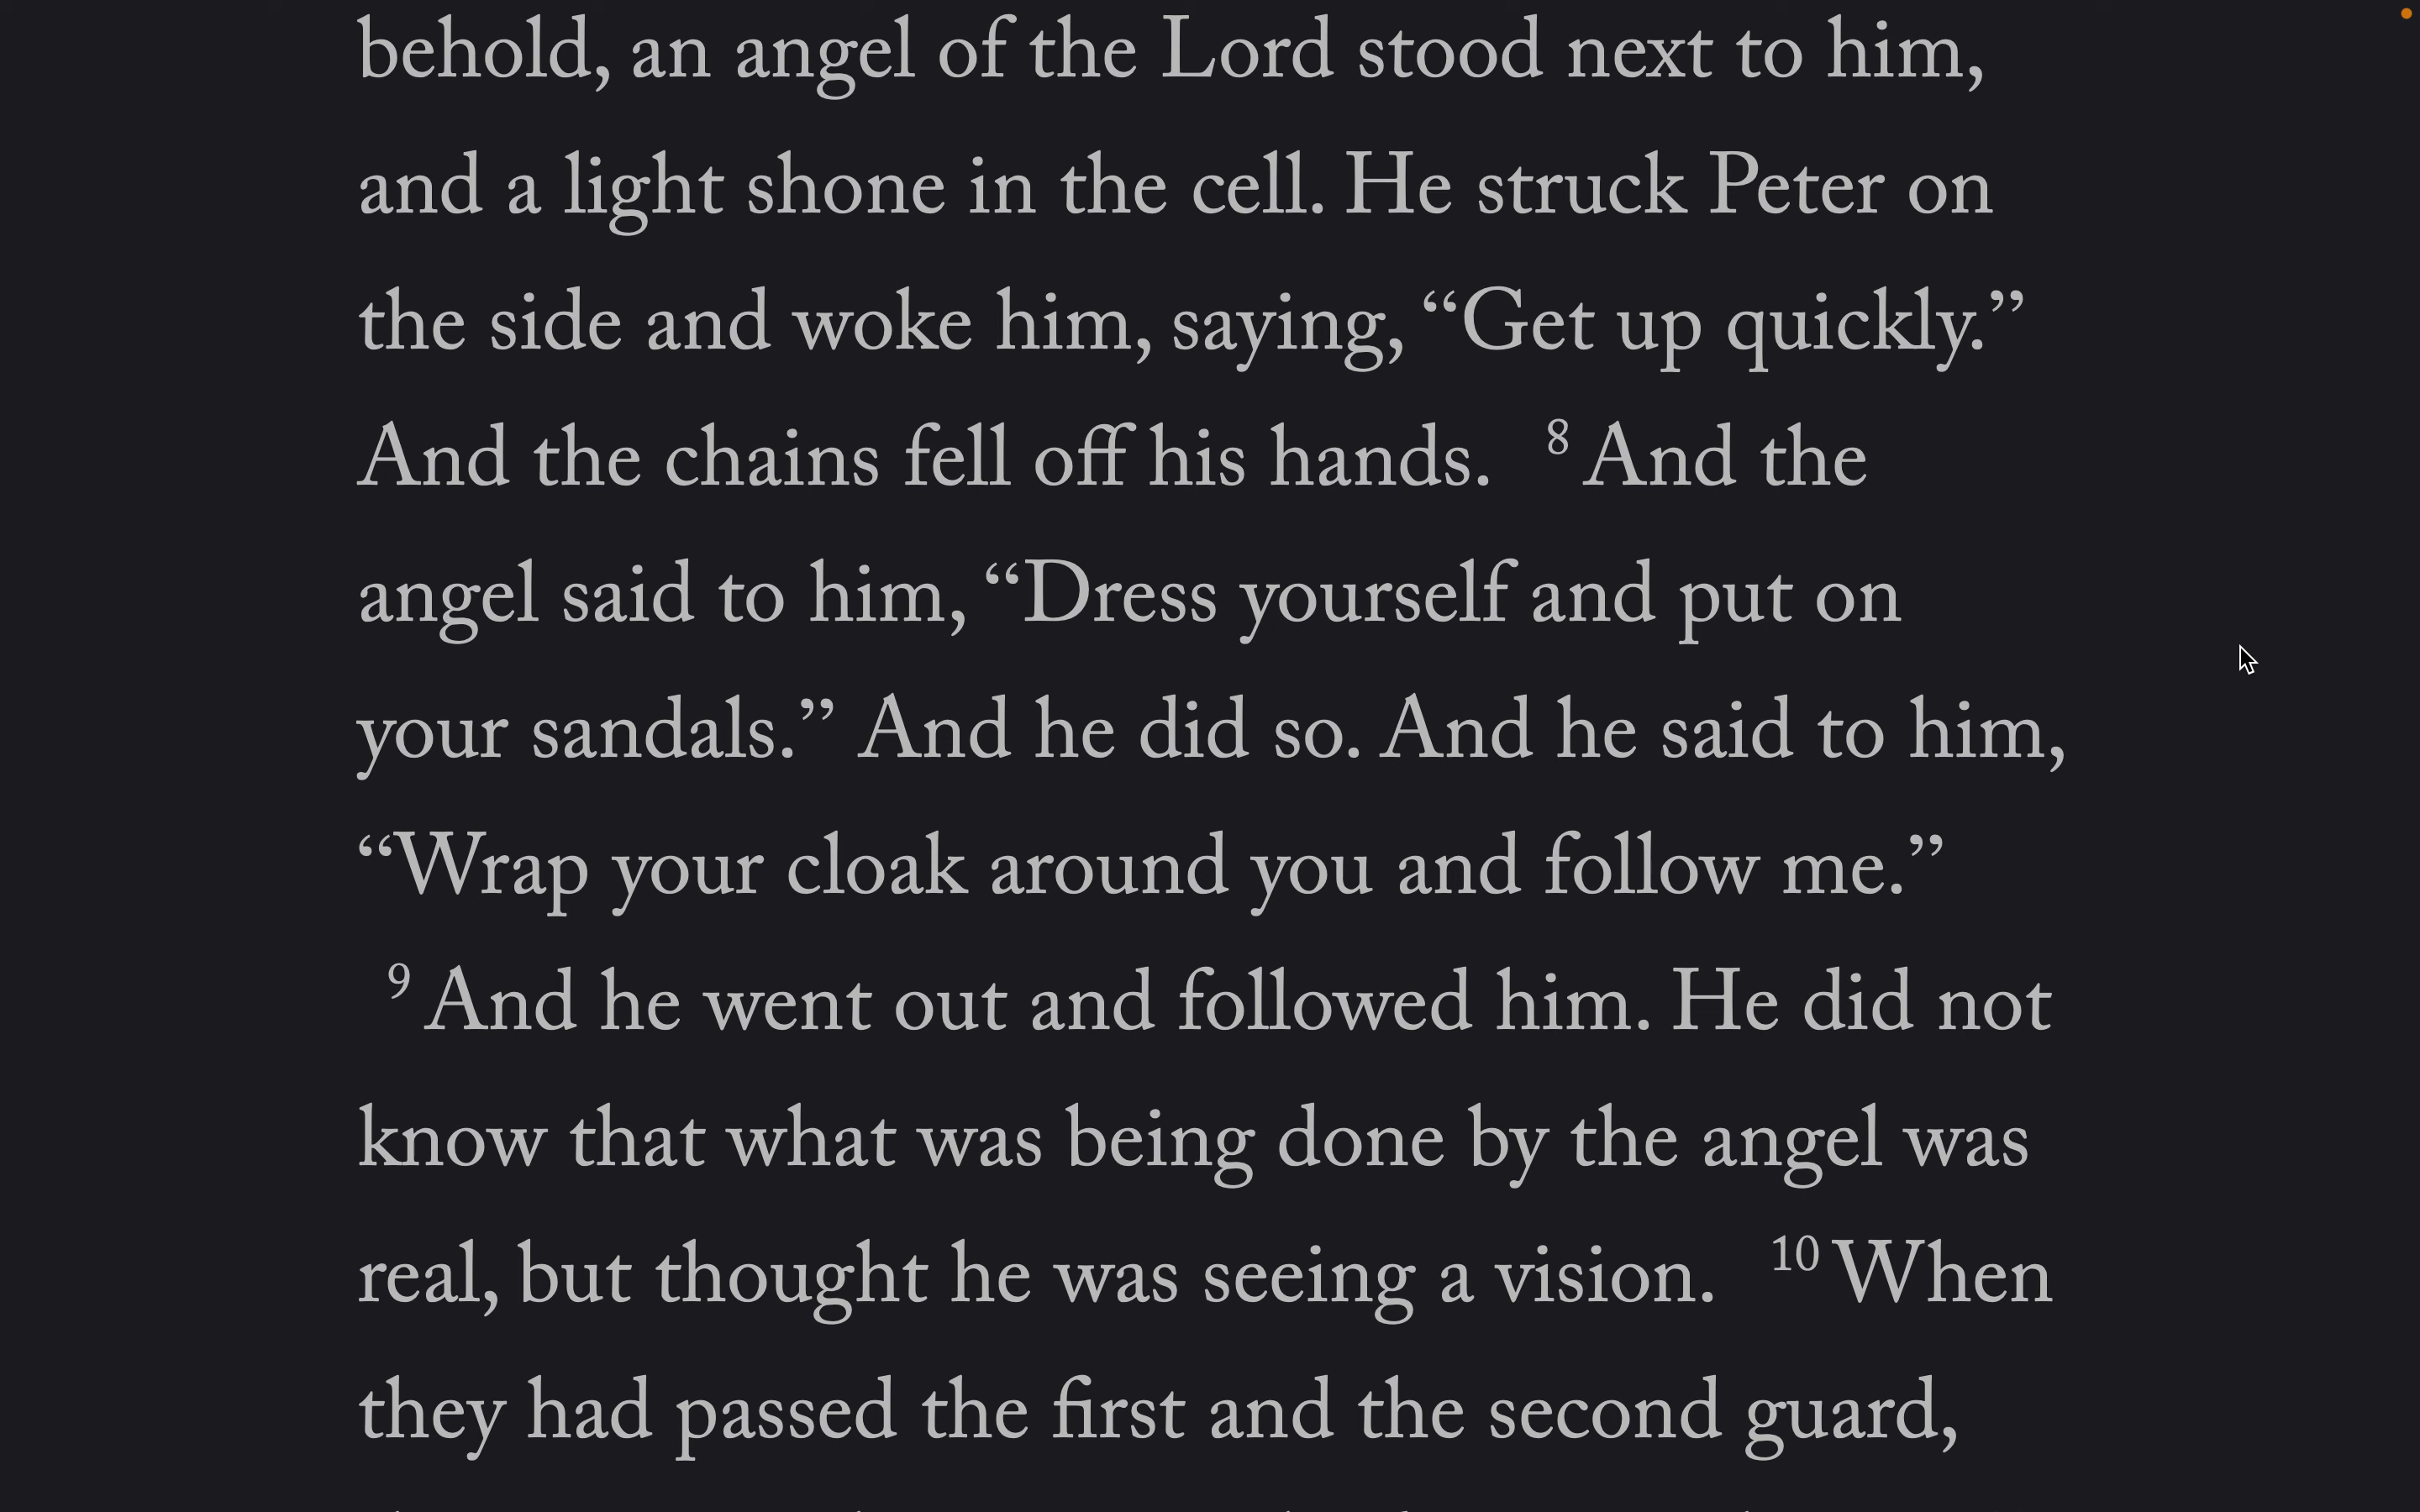 behold, an angel of the Lord stood next to him,
and a light shone in the cell. He struck Peter on
the side and woke him, saying, “Get up quickly.”
And the chains fell off his hands. 8 And the
angel said to him, “Dress yourself and put on
your sandals.” And he did so. And he said to him,
“Wrap your cloak around you and follow me.”
9 And he went out and followed him. He did not
know that what was being done by the angel was
real, but thought he was seeing a vision. 10 When
they had passed the first and the second guard,